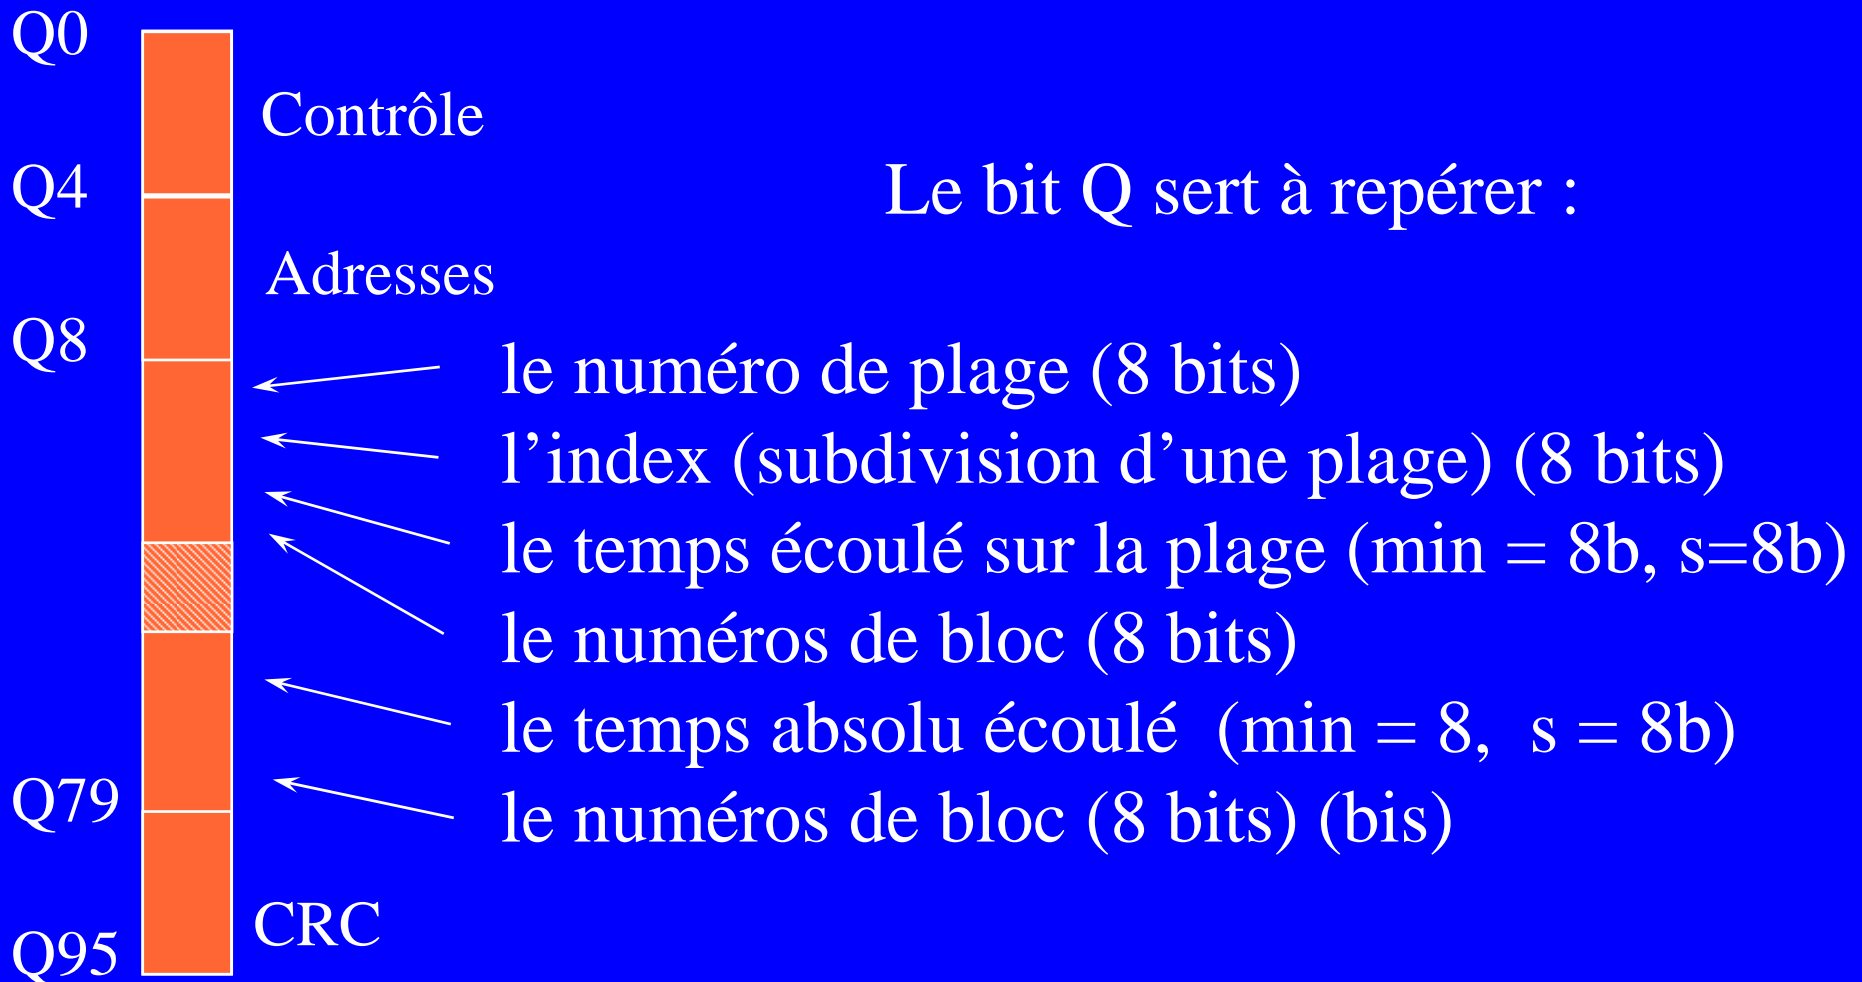 Q0
Contrôle
Q4
Le bit Q sert à repérer :
Adresses
Q8
le numéro de plage (8 bits)
l’index (subdivision d’une plage) (8 bits)
le temps écoulé sur la plage (min = 8b, s=8b)
le numéros de bloc (8 bits)
le temps absolu écoulé (min = 8, s = 8b)
Q79
le numéros de bloc (8 bits) (bis)
CRC
Q95